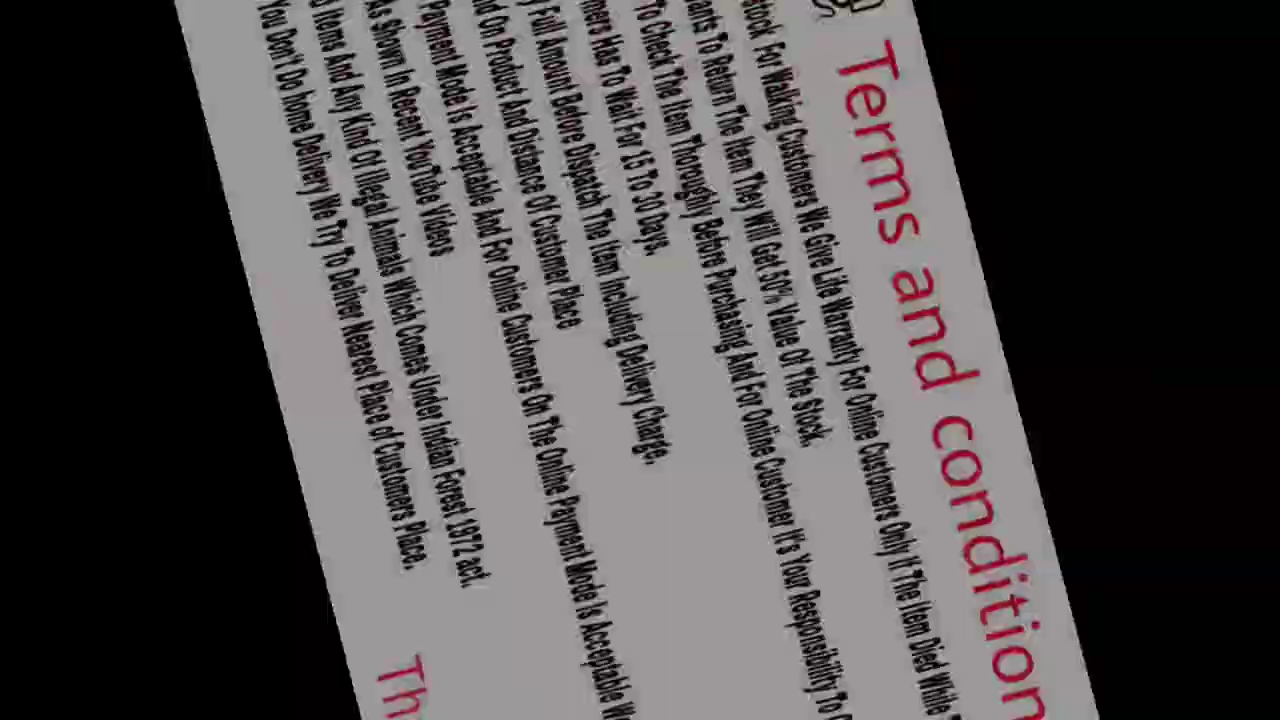 Terms and condition
Stock For Walking Customers We Give Life Warranty For Online Customers Only If The Item Died While
To Return The Item They Will Get 50% Value Of The Stock.
To Check The Item Thoroughly Before Purchasing And For Online Customer It's Your Responsibility To
Has To Wait For 15 To 30 Days.
Full Amount Before Dispatch The Item Including Delivery Charge,
On Product And Distance Of Customer Place
Payment Mode Is Acceptable And For Online Customers On The Online Payment Mode Is Acceptable
As Shown In Recent YouTube Videos
Items And Any Kind Of Illegal Animals Which Comes Under Indian Forest 1972 act.
You Don't Do home Delivery We Try To Deliver Nearest Place of Customers Place.
Th